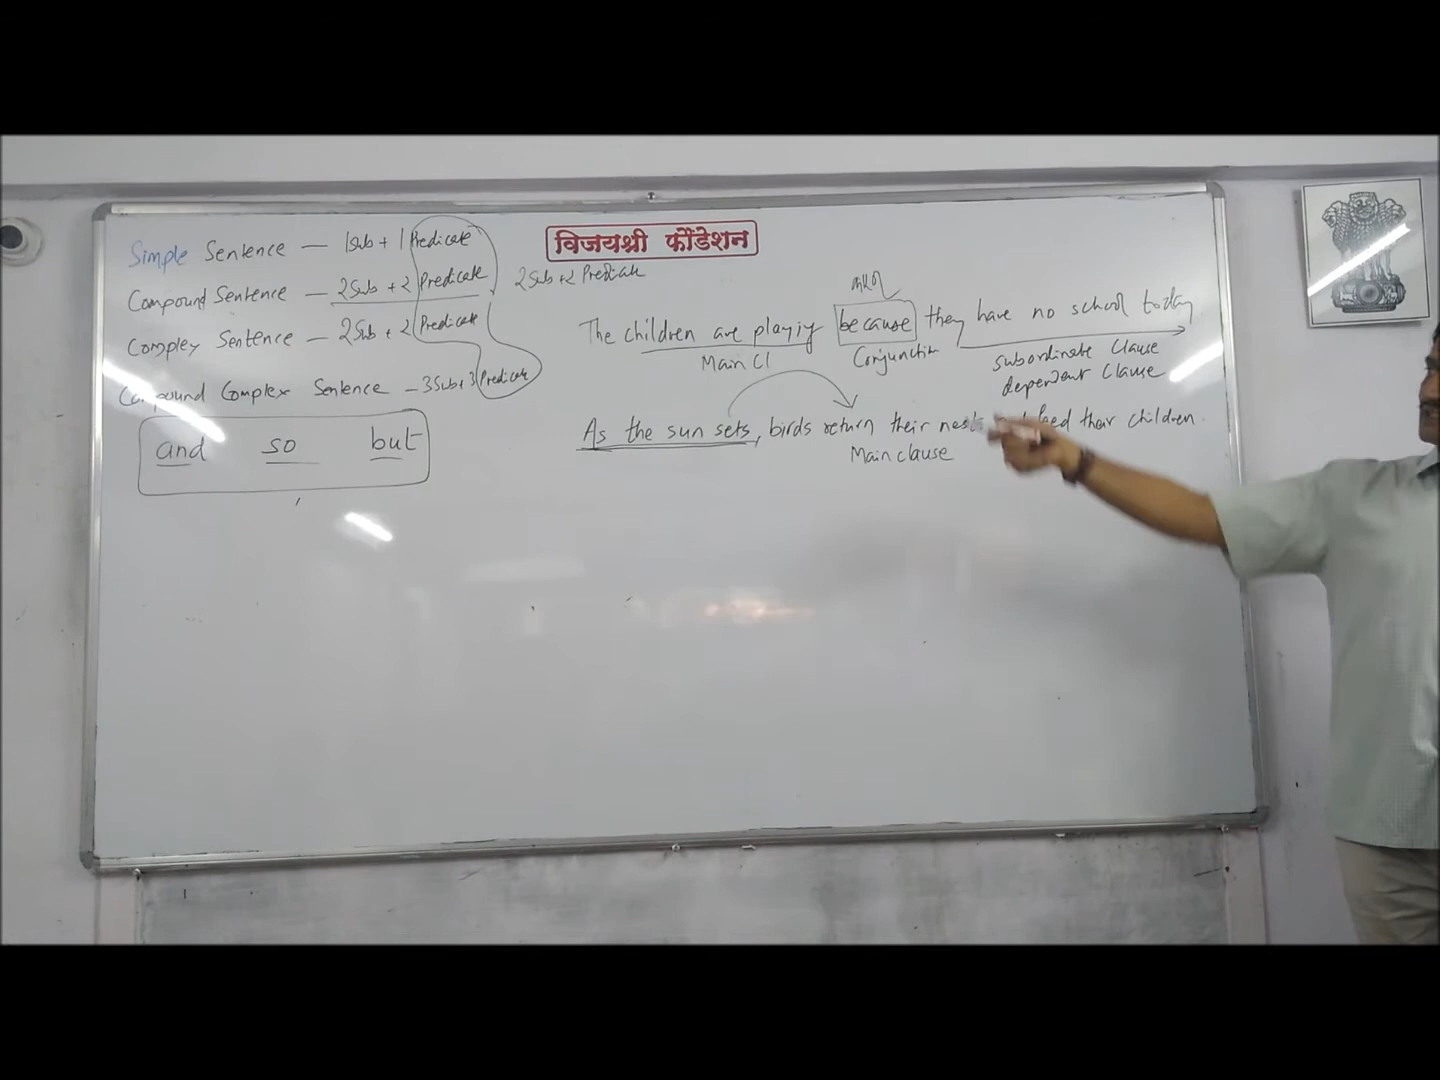 विजयश्री फौंडेशन
Simple Sentence — 1sub + 1 Predicate
Compound Sentence — 2Sub + 2 Predicate, 2Sub + 2 Predicate
Complex Sentence — 2Sub + 2 Predicate
Compound Complex Sentence — 3Sub + 3 Predicate
and so but
The children are playing because they have no school today
Main Cl Conjunction subordinate Clause
dependent Clause
As the sun sets, birds return their nests feed their children.
Main clause